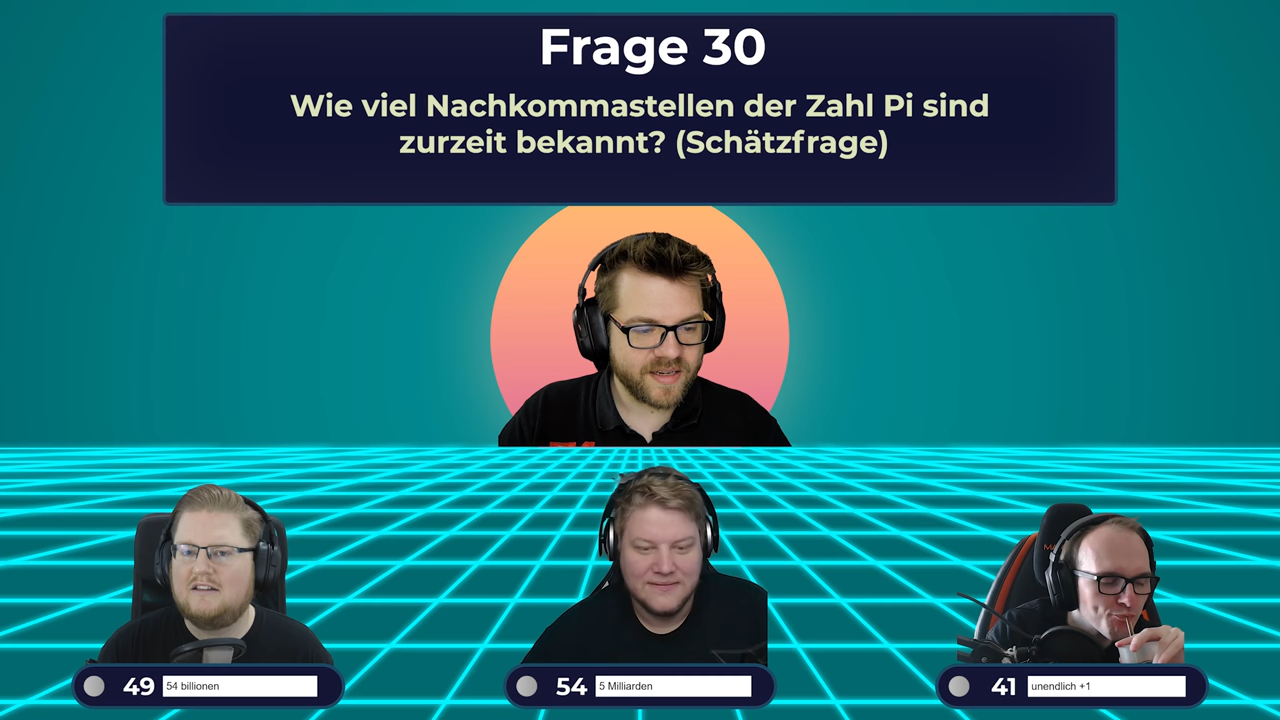 Frage 30
Wie viel Nachkommastellen der Zahl Pi sind
zurzeit bekannt? (Schätzfrage)
49 54 billionen
54 5 Milliarden
41 unendlich +1